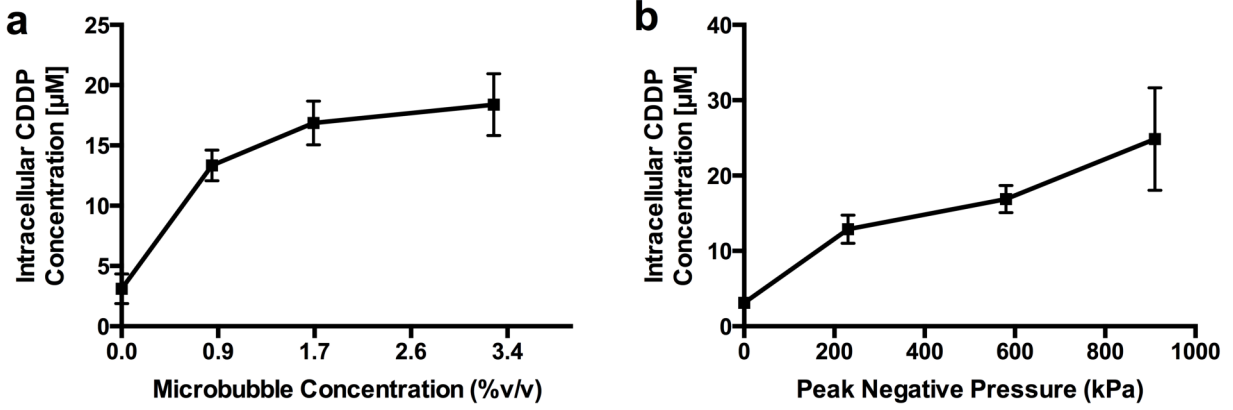 a
25
20
15
10
5
0
Intracellular CDDP
Concentration [µM]
0.0 0.9 1.7 2.6 3.4
Microbubble Concentration (%v/v)
b
40
30
20
10
0
Intracellular CDDP
Concentration [µM]
0 200 400 600 800 1000
Peak Negative Pressure (kPa)